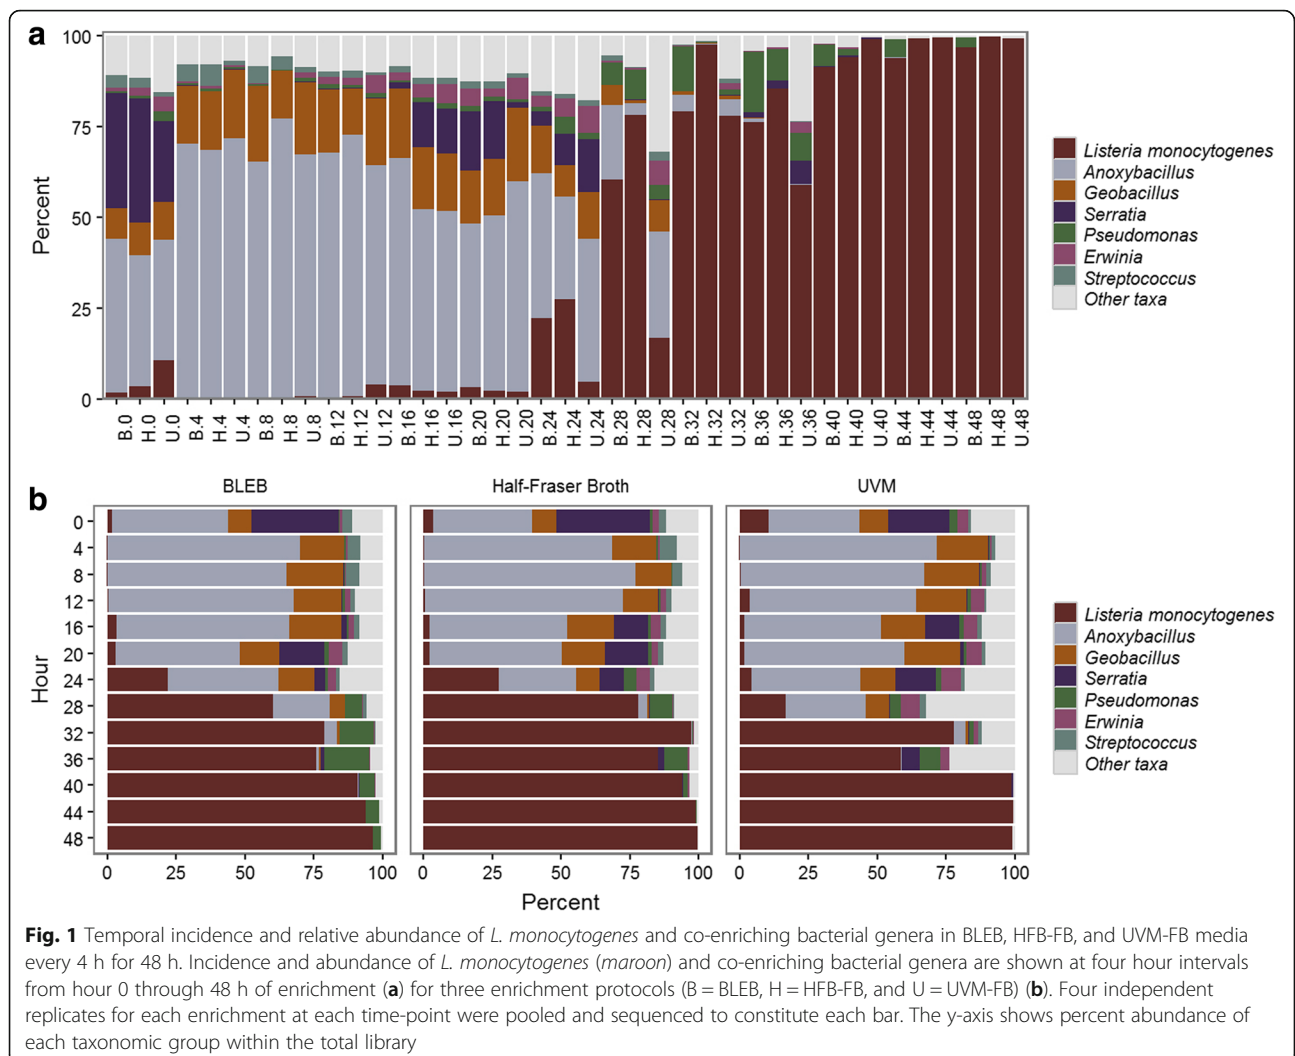 a
100
75
50
25
0
Percent
B.0 H.0 U.0 B.4 H.4 U.4 B.8 H.8 U.8 B.12 H.12 U.12 B.16 H.16 U.16 B.20 H.20 U.20 B.24 H.24 U.24 B.28 H.28 U.28 B.32 H.32 U.32 B.36 H.36 U.36 B.40 H.40 U.40 B.44 H.44 U.44 B.48 H.48 U.48
Listeria monocytogenes
Anoxybacillus
Geobacillus
Serratia
Pseudomonas
Erwinia
Streptococcus
Other taxa
b
BLEB Half-Fraser Broth UVM
Hour
0
4
8
12
16
20
24
28
32
36
40
44
48
0 25 50 75 100 0 25 50 75 100 0 25 50 75 100
Percent
Listeria monocytogenes
Anoxybacillus
Geobacillus
Serratia
Pseudomonas
Erwinia
Streptococcus
Other taxa
Fig. 1 Temporal incidence and relative abundance of L. monocytogenes and co-enriching bacterial genera in BLEB, HFB-FB, and UVM-FB media
every 4 h for 48 h. Incidence and abundance of L. monocytogenes (maroon) and co-enriching bacterial genera are shown at four hour intervals
from hour 0 through 48 h of enrichment (a) for three enrichment protocols (B = BLEB, H = HFB-FB, and U = UVM-FB) (b). Four independent
replicates for each enrichment at each time-point were pooled and sequenced to constitute each bar. The y-axis shows percent abundance of
each taxonomic group within the total library